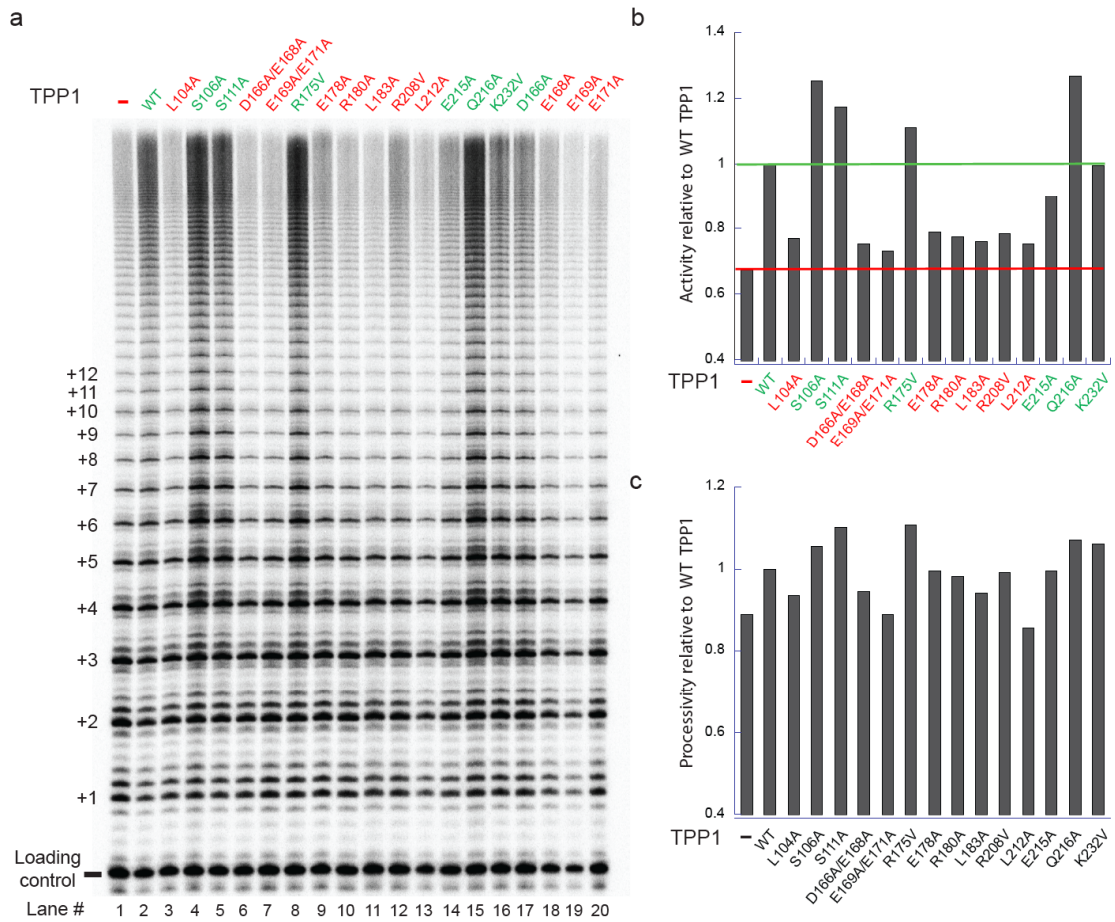 a
TPP1
– WT L104A S106A S111A D166A/E168A E169A/E171A R175V E178A R180A L183A R208V L212A E215A Q216A K232V D166A E168A E169A E171A
+12
+11
+10
+9
+8
+7
+6
+5
+4
+3
+2
+1
Loading
control
Lane # 1 2 3 4 5 6 7 8 9 10 11 12 13 14 15 16 17 18 19 20
b
Activity relative to WT TPP1
1.4
1.2
1
0.8
0.6
0.4
TPP1
– WT L104A S106A S111A D166A/E168A E169A/E171A R175V E178A R180A L183A R208V L212A E215A Q216A K232V
c
Processivity relative to WT TPP1
1.2
1
0.8
0.6
0.4
TPP1
– WT L104A S106A S111A D166A/E168A E169A/E171A R175V E178A R180A L183A R208V L212A E215A Q216A K232V